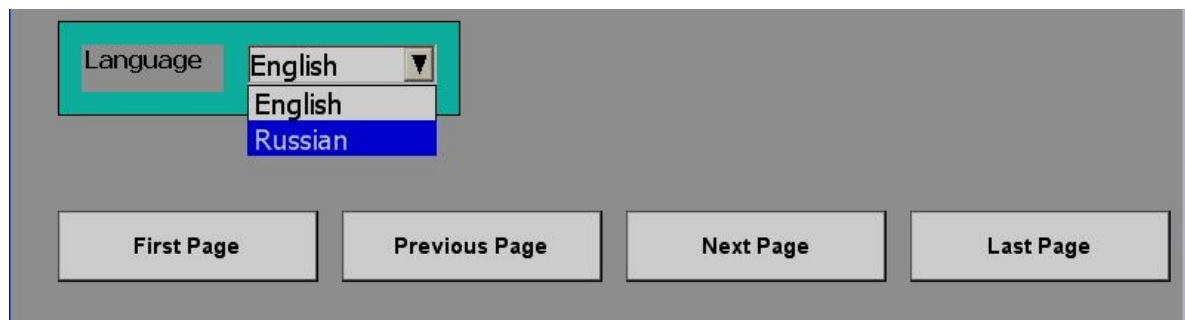 Language
English
English
Russian
First Page
Previous Page
Next Page
Last Page